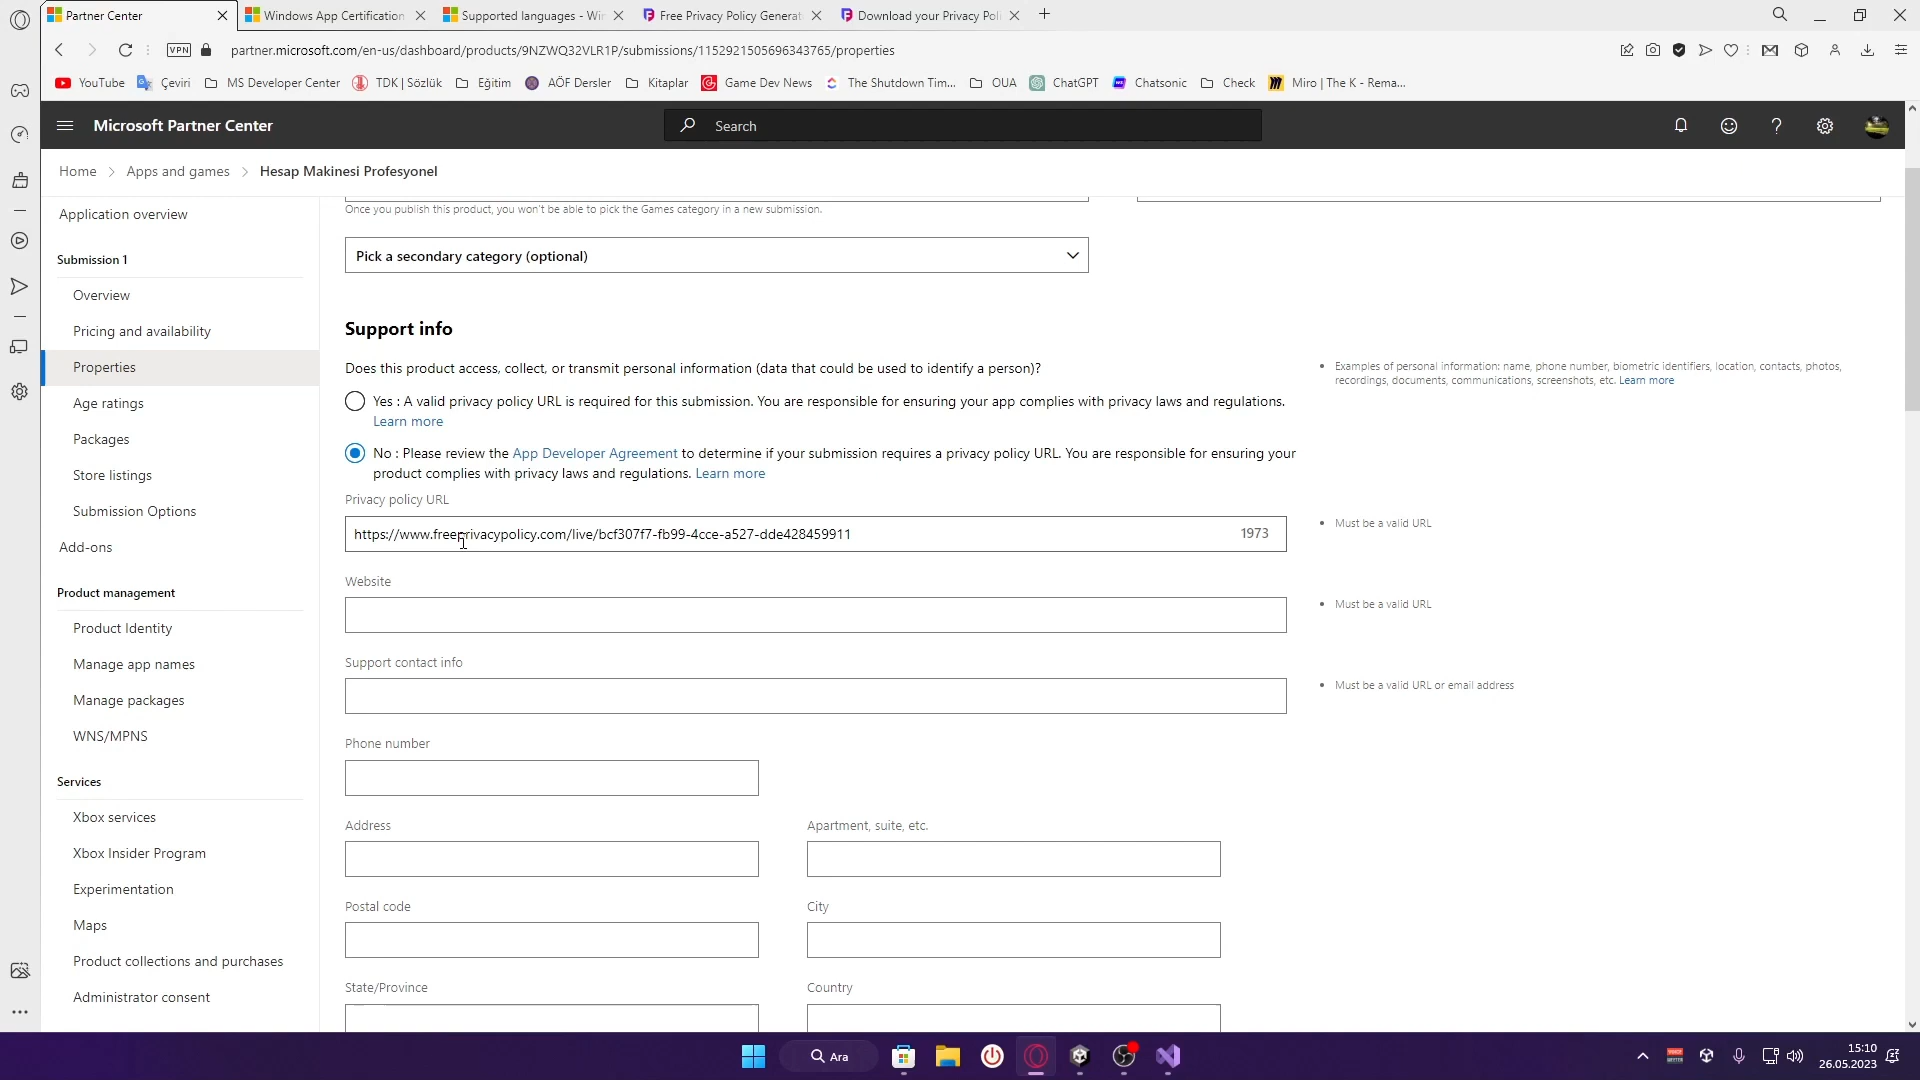 Partner Center
Windows App Certification
Supported languages - Wi
Free Privacy Policy Generat
Download your Privacy Poli
VPN
partner.microsoft.com/en-us/dashboard/products/9NZWQ32VLR1P/submissions/1152921505696343765/properties
YouTube
Çeviri
MS Developer Center
TDK | Sözlük
Eğitim
AÖF Dersler
Kitaplar
Game Dev News
The Shutdown Tim...
OUA
ChatGPT
Chatsonic
Check
Miro | The K - Rema...
Microsoft Partner Center
Search
Home
Apps and games
Hesap Makinesi Profesyonel
Application overview
Submission 1
Overview
Pricing and availability
Properties
Age ratings
Packages
Store listings
Submission Options
Add-ons
Product management
Product Identity
Manage app names
Manage packages
WNS/MPNS
Services
Xbox services
Xbox Insider Program
Experimentation
Maps
Product collections and purchases
Administrator consent
Once you publish this product, you won't be able to pick the Games category in a new submission.
Pick a secondary category (optional)
Support info
Does this product access, collect, or transmit personal information (data that could be used to identify a person)?
Yes : A valid privacy policy URL is required for this submission. You are responsible for ensuring your app complies with privacy laws and regulations.
Learn more
No : Please review the App Developer Agreement to determine if your submission requires a privacy policy URL. You are responsible for ensuring your
product complies with privacy laws and regulations. Learn more
Examples of personal information: name, phone number, biometric identifiers, location, contacts, photos,
recordings, documents, communications, screenshots, etc. Learn more
Privacy policy URL
https://www.freeprivacypolicy.com/live/bcf307f7-fb99-4cce-a527-dde428459911
1973
Must be a valid URL
Website
Must be a valid URL
Support contact info
Must be a valid URL or email address
Phone number
Address
Apartment, suite, etc.
Postal code
City
State/Province
Country
Ara
15:10
26.05.2023